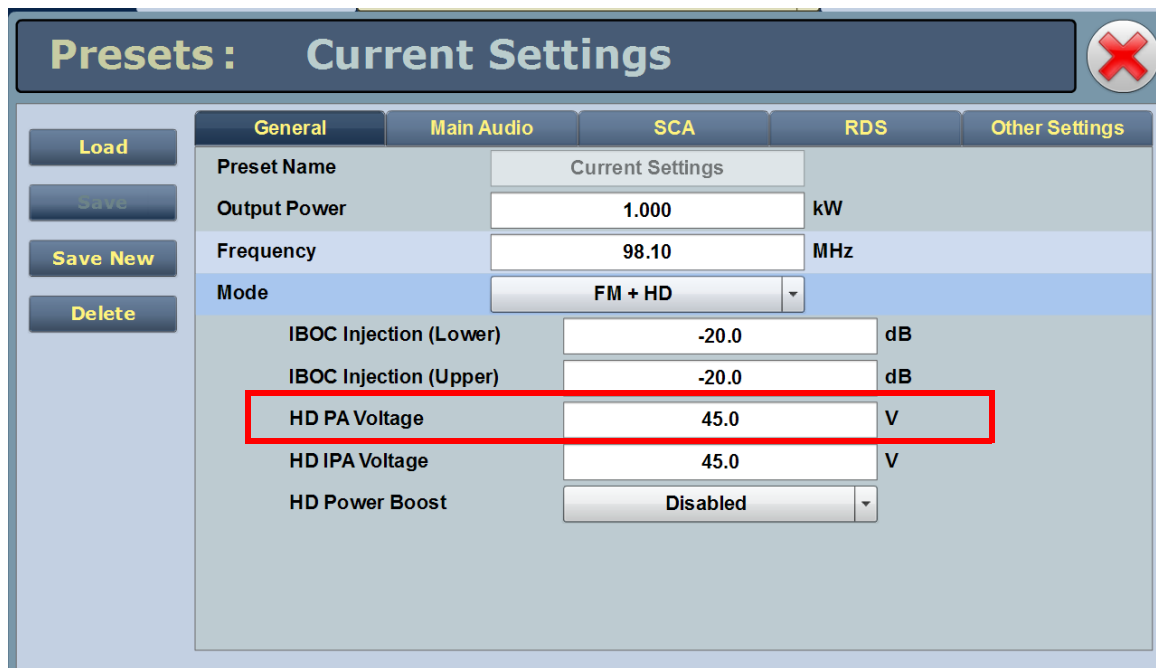 Presets :    Current Settings
Load
Save
Save New
Delete
General    Main Audio    SCA    RDS    Other Settings
Preset Name    Current Settings
Output Power    1.000    kW
Frequency    98.10    MHz
Mode    FM + HD
IBOC Injection (Lower)    -20.0    dB
IBOC Injection (Upper)    -20.0    dB
HD PA Voltage    45.0    V
HD IPA Voltage    45.0    V
HD Power Boost    Disabled